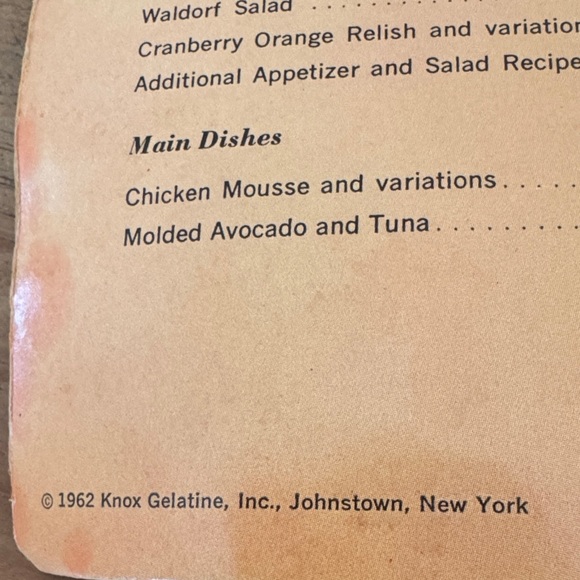 Waldorf Salad . . . . . . . . . .
Cranberry Orange Relish and
Additional Appetizer and Salad
Main Dishes
Chicken Mousse and variations . . . . .
Molded Avocado and Tuna . . . . . . . . .
© 1962 Knox Gelatine, Inc., Johnstown, New York